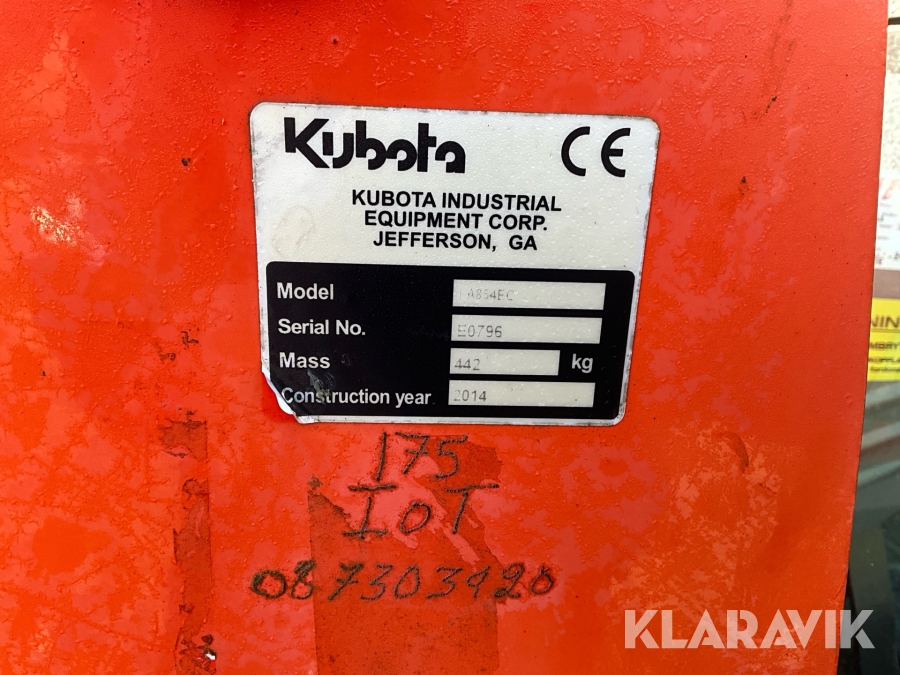 Kubota
CE
KUBOTA INDUSTRIAL
EQUIPMENT CORP.
JEFFERSON, GA
Model
Serial No. E0796
Mass 442 kg
Construction year 2014
175
LOT
087303420
KLARAVIK